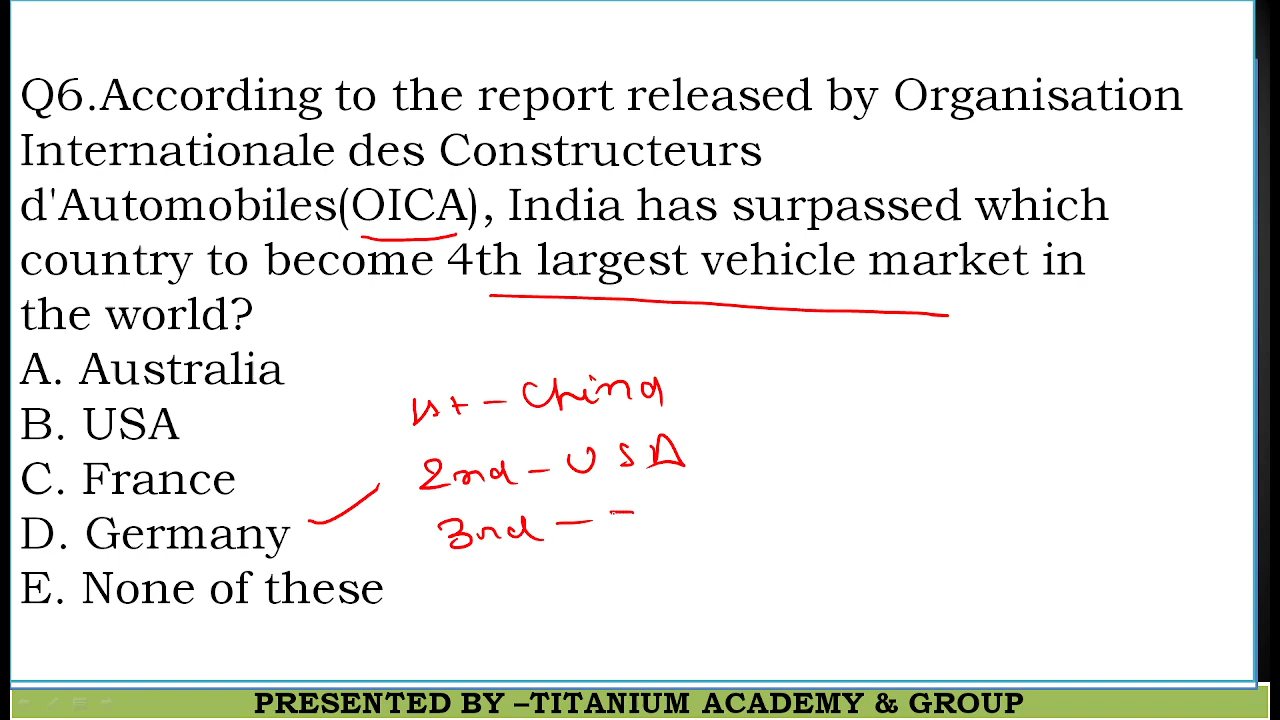 Q6.According to the report released by Organisation
Internationale des Constructeurs
d'Automobiles(OICA), India has surpassed which
country to become 4th largest vehicle market in
the world?
A. Australia
B. USA
C. France
D. Germany
E. None of these
1st - China
2nd - USA
3rd -
PRESENTED BY –TITANIUM ACADEMY & GROUP